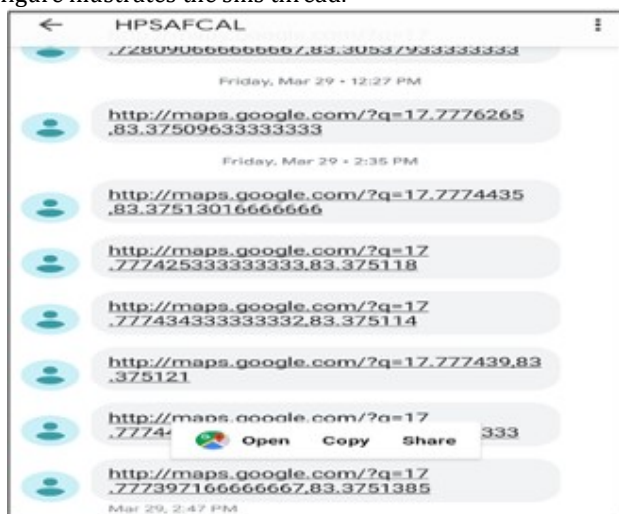 figure illustrates the sms thread.
HPSAFCAL
.728090666666667,83.30537933333333
Friday, Mar 29 • 12:27 PM
http://maps.google.com/?q=17.7776265
,83.37509633333333
Friday, Mar 29 • 2:35 PM
http://maps.google.com/?q=17.7774435
,83.37513016666666
http://maps.google.com/?q=17
.777425333333333,83.375118
http://maps.google.com/?q=17
.777434333333332,83.375114
http://maps.google.com/?q=17.777439,83
.375121
http://maps.google.com/?q=17
.7774
333
Open Copy Share
http://maps.google.com/?q=17
.777397166666667,83.3751385
Mar 29, 2:47 PM